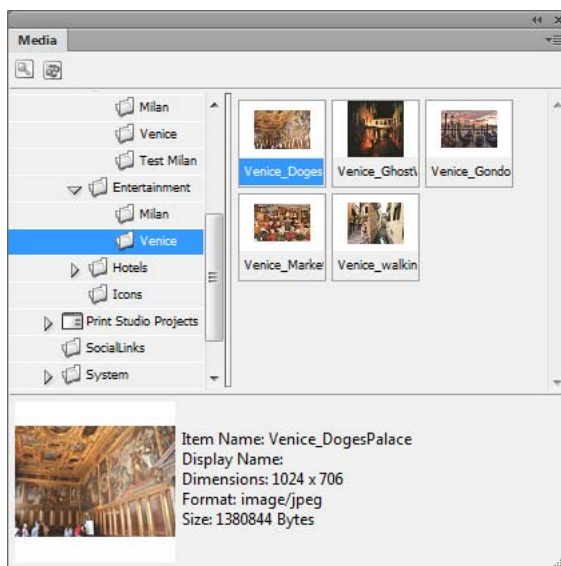 Media
Milan
Venice
Test Milan
Entertainment
Milan
Venice
Hotels
Icons
Print Studio Projects
SocialLinks
System
Venice_Doges
Venice_Ghost
Venice_Gondo
Venice_Market
Venice_walkin
Item Name: Venice_DogesPalace
Display Name:
Dimensions: 1024 x 706
Format: image/jpeg
Size: 1380844 Bytes